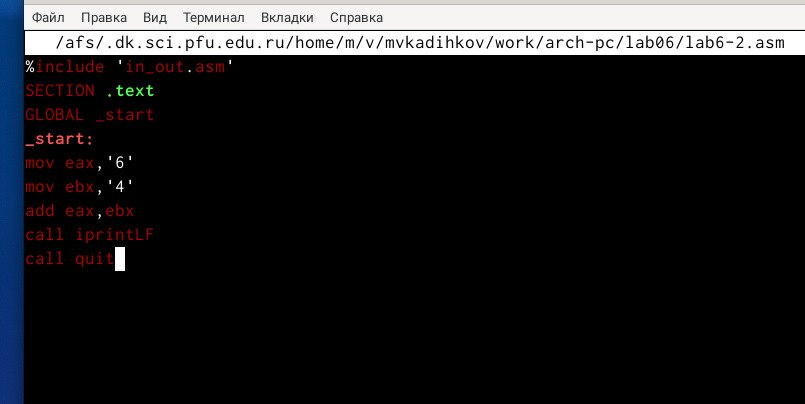 Файл Правка Вид Терминал Вкладки Справка
/afs/.dk.sci.pfu.edu.ru/home/m/v/mvkadihkov/work/arch-pc/lab06/lab6-2.asm
%include 'in_out.asm'
SECTION .text
GLOBAL _start
_start:
mov eax,'6'
mov ebx,'4'
add eax,ebx
call iprintLF
call quit